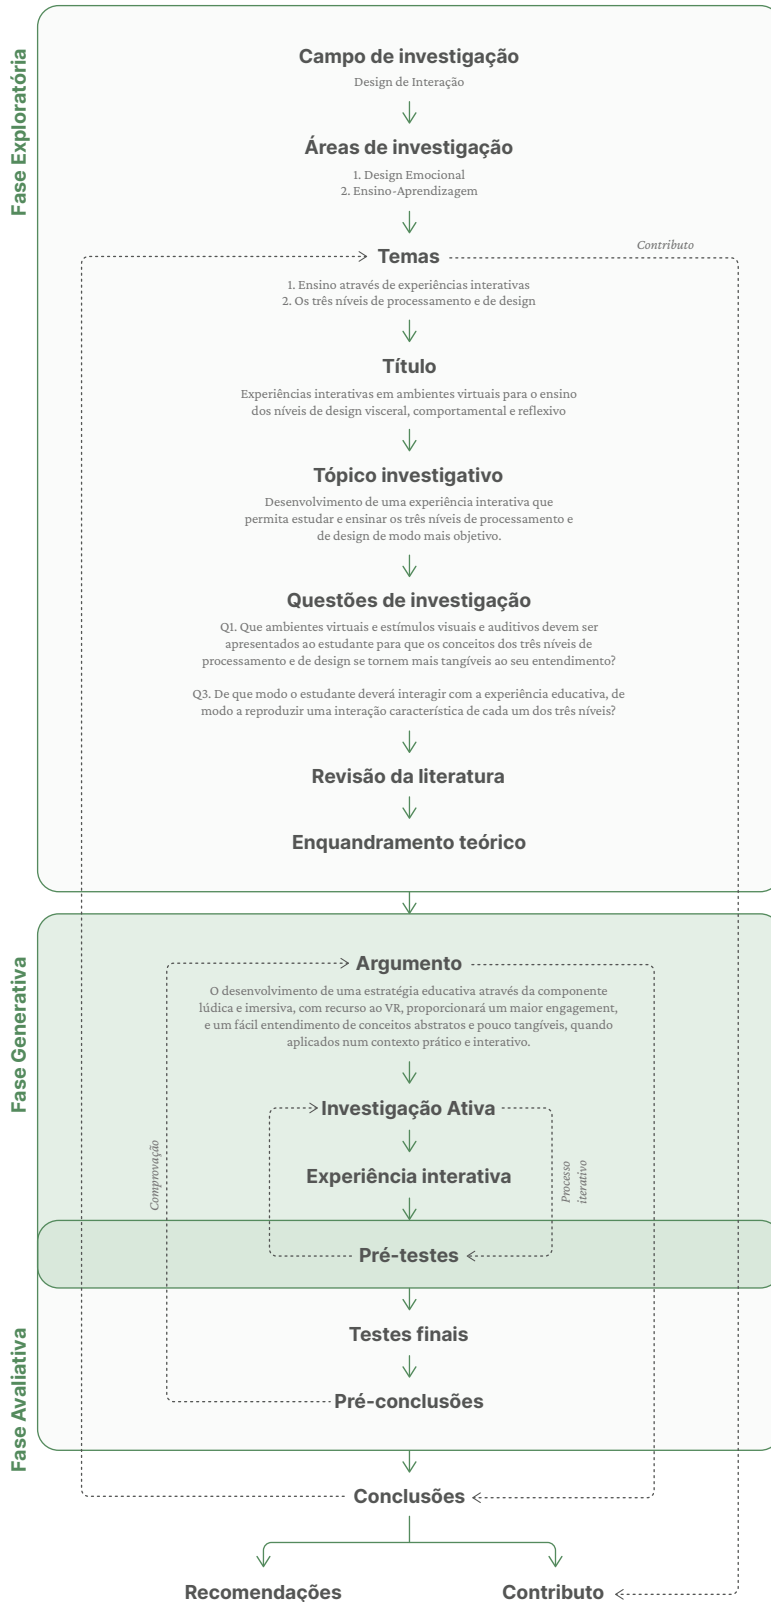 Fase Exploratória
Campo de investigação
Design de Interação
Áreas de investigação
1. Design Emocional
2. Ensino-Aprendizagem
Contributo
Temas
1. Ensino através de experiências interativas
2. Os três níveis de processamento e de design
Título
Experiências interativas em ambientes virtuais para o ensino
dos níveis de design visceral, comportamental e reflexivo
Tópico investigativo
Desenvolvimento de uma experiência interativa que
permita estudar e ensinar os três níveis de processamento e
de design de modo mais objetivo.
Questões de investigação
Q1. Que ambientes virtuais e estímulos visuais e auditivos devem ser
apresentados ao estudante para que os conceitos dos três níveis de
processamento e de design se tornem mais tangíveis ao seu entendimento?
Q3. De que modo o estudante deverá interagir com a experiência educativa, de
modo a reproduzir uma interação característica de cada um dos três níveis?
Revisão da literatura
Enquandramento teórico
Fase Generativa
Argumento
O desenvolvimento de uma estratégia educativa através da componente
lúdica e imersiva, com recurso ao VR, proporcionará um maior engagement,
e um fácil entendimento de conceitos abstratos e pouco tangíveis, quando
aplicados num contexto prático e interativo.
Investigação Ativa
Comprovação
Processo
iterativo
Experiência interativa
Pré-testes
Fase Avaliativa
Testes finais
Pré-conclusões
Conclusões
Recomendações
Contributo